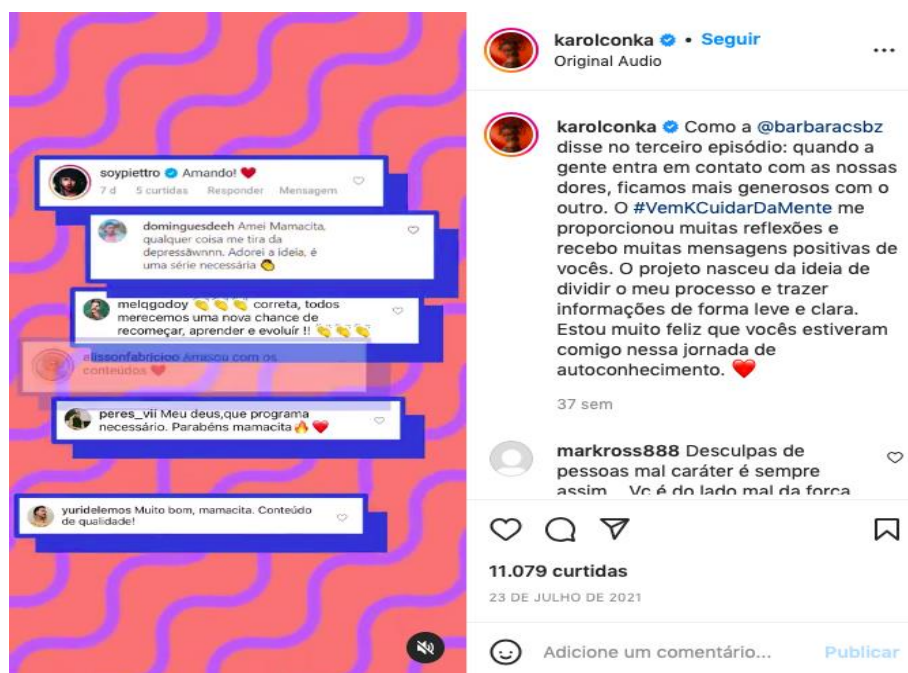 soypiettro Amando! ❤️
7 d 5 curtidas Responder Mensagem
dominguesdeeh Amei Mamacita,
qualquer coisa me tira da
depressãwnnn. Adorei a ideia, é
uma série necessária 👏
melqgodoy 👏👏👏 correta, todos
merecemos uma nova chance de
recomeçar, aprender e evoluír !! 👏👏👏
alissonfabricioo Arrasou com os
conteúdos ❤️
peres_vii Meu deus,que programa
necessário. Parabéns mamacita🔥❤️
yuridelemos Muito bom, mamacita. Conteúdo
de qualidade!
karolconka • Seguir
Original Audio
karolconka Como a @barbaracsbz
disse no terceiro episódio: quando a
gente entra em contato com as nossas
dores, ficamos mais generosos com o
outro. O #VemKCuidarDaMente me
proporcionou muitas reflexões e
recebo muitas mensagens positivas de
vocês. O projeto nasceu da ideia de
dividir o meu processo e trazer
informações de forma leve e clara.
Estou muito feliz que vocês estiveram
comigo nessa jornada de
autoconhecimento. ❤️
37 sem
markross888 Desculpas de
pessoas mal caráter é sempre
assim... Vc é do lado mal da força
11.079 curtidas
23 DE JULHO DE 2021
Adicione um comentário... Publicar